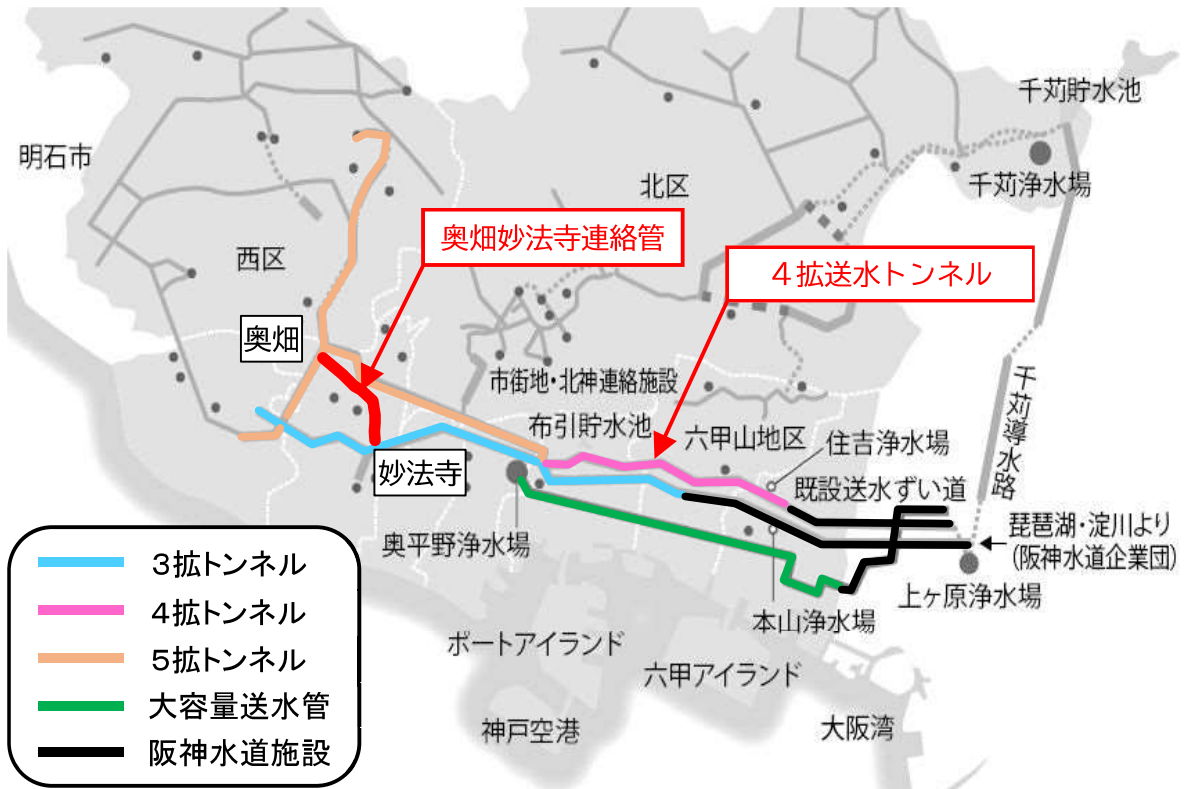 千苅貯水池
明石市
千苅浄水場
北区
奥畑妙法寺連絡管
西区
４拡送水トンネル
奥畑
市街地・北神連絡施設
千苅導水路
布引貯水池
六甲山地区
住吉浄水場
妙法寺
既設送水ずい道
琵琶湖・淀川より
(阪神水道企業団)
奥平野浄水場
上ヶ原浄水場
本山浄水場
ポートアイランド
六甲アイランド
神戸空港
大阪湾
３拡トンネル
４拡トンネル
５拡トンネル
大容量送水管
阪神水道施設